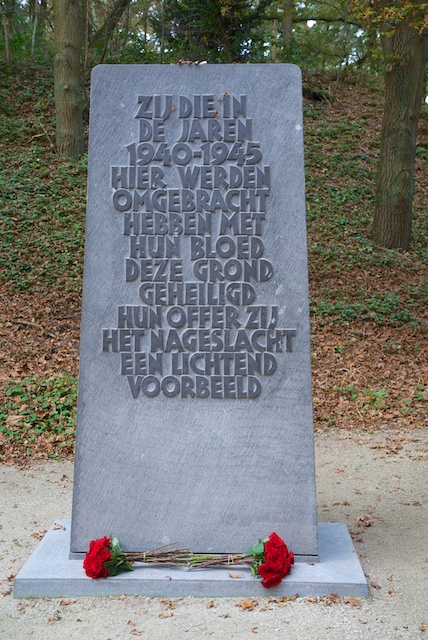 ZIJ DIE IN
DE JAREN
1940-1945
HIER WERDEN
OMGEBRACHT
HEBBEN MET
HUN BLOED
DEZE GROND
GEHEILIGD
HUN OFFER ZIJ
HET NAGESLACHT
EEN LICHTEND
VOORBEELD